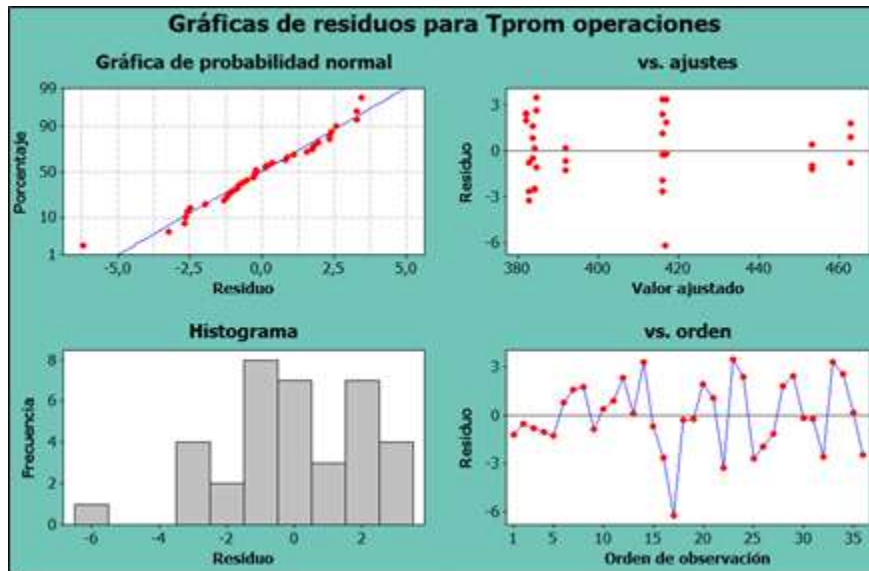 Gráficas de residuos para Tprom operaciones
Gráfica de probabilidad normal
99
90
50
10
1
Porcentaje
-5,0 -2,5 0,0 2,5 5,0
Residuo
vs. ajustes
3
0
-3
-6
Residuo
380 400 420 440 460
Valor ajustado
Histograma
8
6
4
2
0
Frecuencia
-6 -4 -2 0 2
Residuo
vs. orden
3
0
-3
-6
Residuo
1 5 10 15 20 25 30 35
Orden de observación